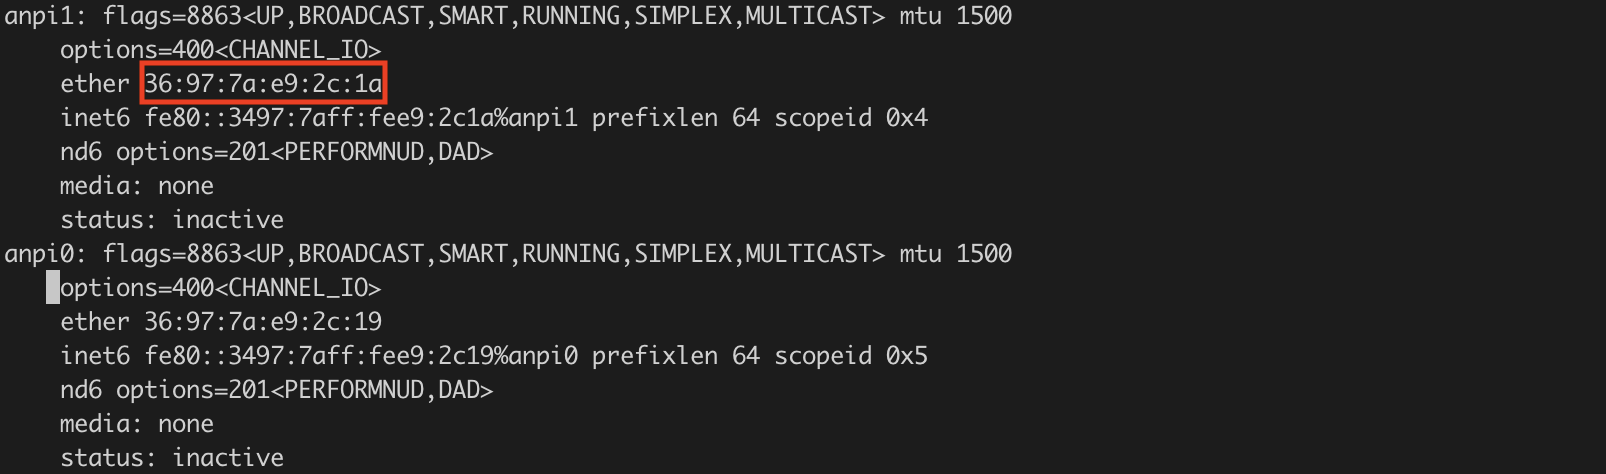 anpi1: flags=8863<UP,BROADCAST,SMART,RUNNING,SIMPLEX,MULTICAST> mtu 1500
options=400<CHANNEL_IO>
ether 36:97:7a:e9:2c:1a
inet6 fe80::3497:7aff:fee9:2c1a%anpi1 prefixlen 64 scopeid 0x4
nd6 options=201<PERFORMNUD,DAD>
media: none
status: inactive
anpi0: flags=8863<UP,BROADCAST,SMART,RUNNING,SIMPLEX,MULTICAST> mtu 1500
options=400<CHANNEL_IO>
ether 36:97:7a:e9:2c:19
inet6 fe80::3497:7aff:fee9:2c19%anpi0 prefixlen 64 scopeid 0x5
nd6 options=201<PERFORMNUD,DAD>
media: none
status: inactive